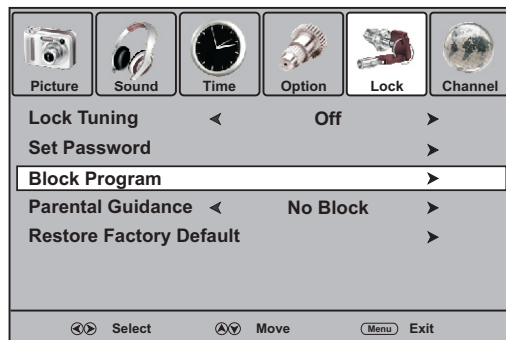 Picture Sound Time Option Lock Channel
Lock Tuning Off
Set Password
Block Program
Parental Guidance No Block
Restore Factory Default
Select Move Menu Exit